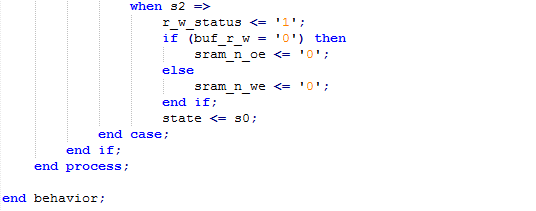 when s2 =>
r_w_status <= '1';
if (buf_r_w = '0') then
sram_n_oe <= '0';
else
sram_n_we <= '0';
end if;
state <= s0;
end case;
end if;
end process;
end behavior;